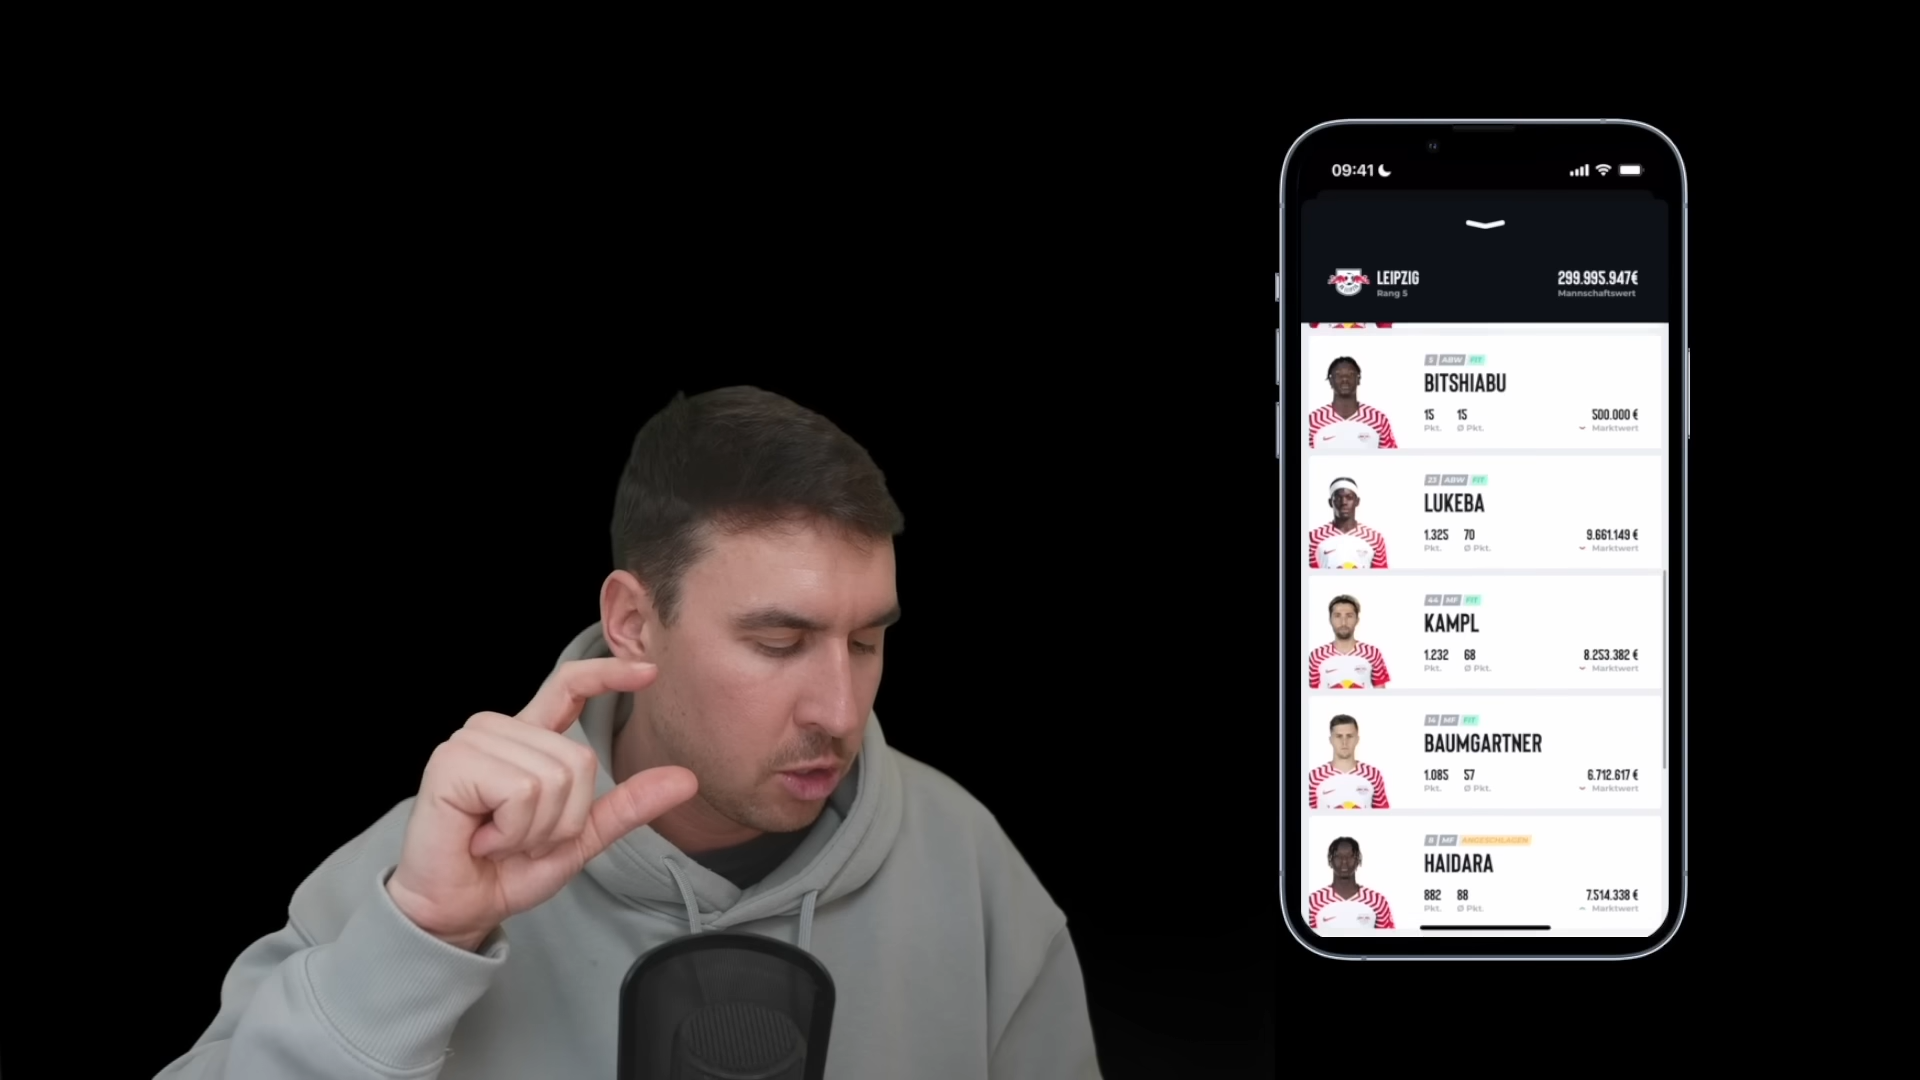 09:41
LEIPZIG
Rang 5
299.995.947€
Mannschaftswert
5 ABW FIT
BITSHIABU
15 15
Pkt. Ø Pkt.
500.000 €
Marktwert
23 ABW FIT
LUKEBA
1.325 70
Pkt. Ø Pkt.
9.661.149 €
Marktwert
44 MF FIT
KAMPL
1.232 68
Pkt. Ø Pkt.
8.253.382 €
Marktwert
14 MF FIT
BAUMGARTNER
1.085 57
Pkt. Ø Pkt.
6.712.617 €
Marktwert
8 MF ANGESCHLAGEN
HAIDARA
882 88
Pkt. Ø Pkt.
7.514.338 €
Marktwert